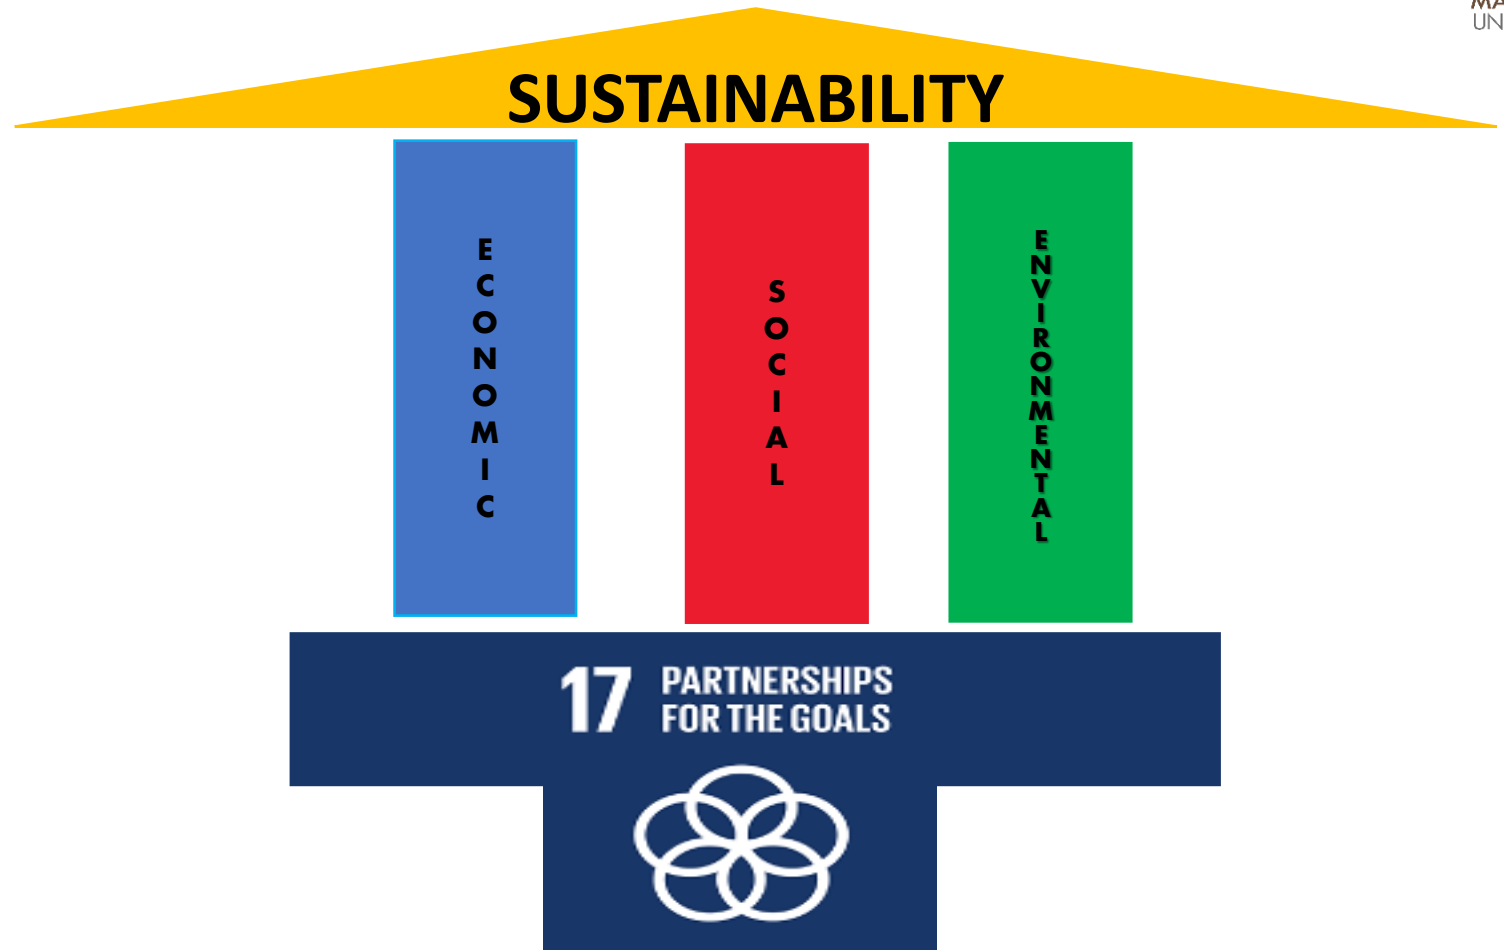 SUSTAINABILITY
ECONOMIC
SOCIAL
ENVIRONMENTAL
17 PARTNERSHIPS
FOR THE GOALS